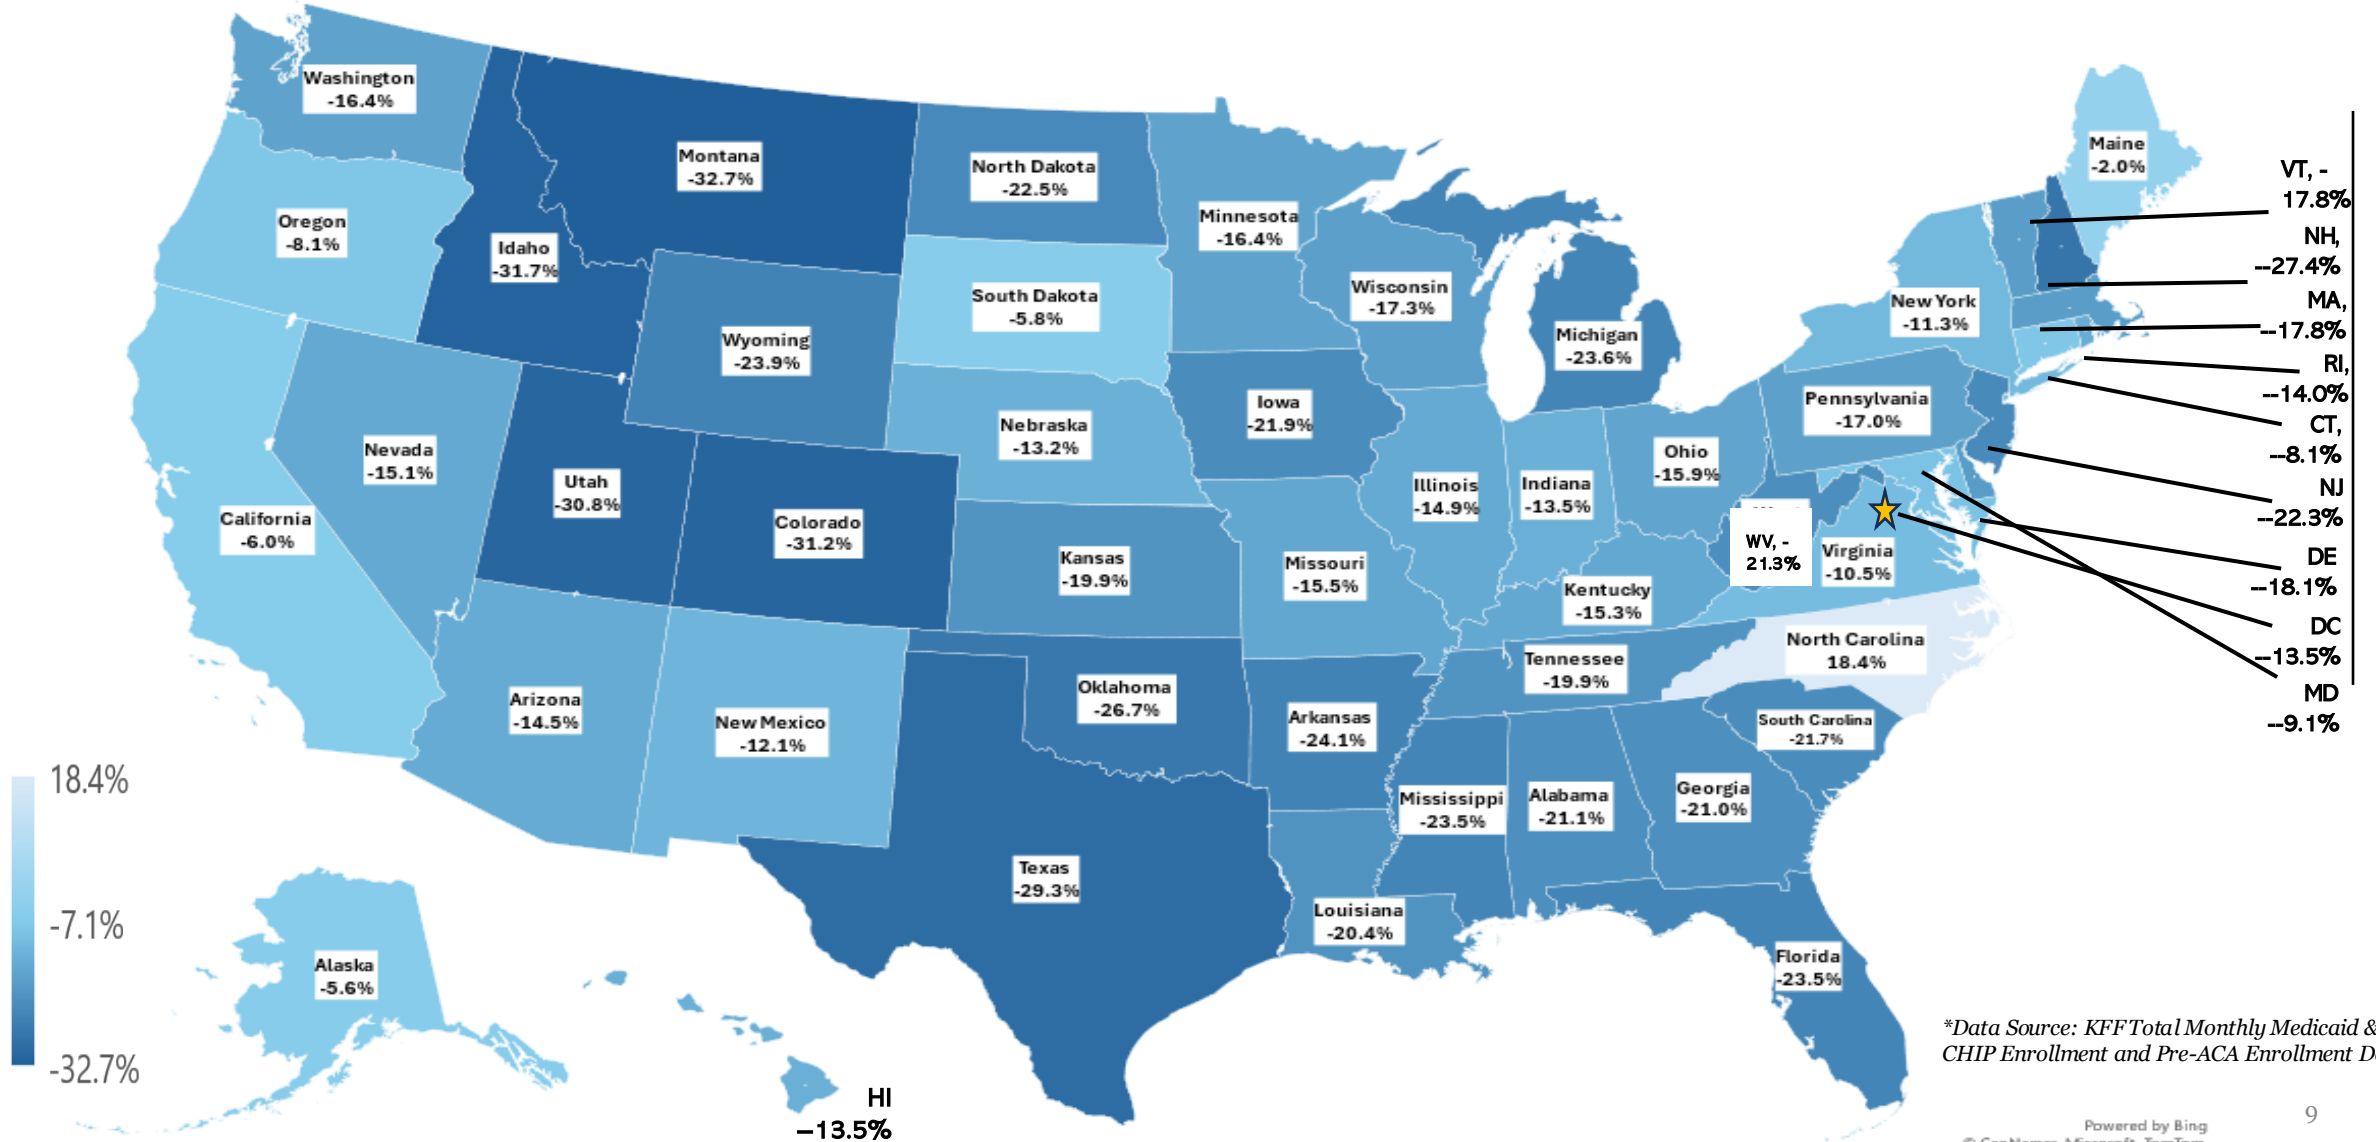 Washington
-16.4%
Montana
-32.7%
North Dakota
-22.5%
Minnesota
-16.4%
Maine
-2.0%
VT, -
17.8%
Oregon
-8.1%
Idaho
-31.7%
NH,
--27.4%
South Dakota
-5.8%
Wisconsin
-17.3%
New York
-11.3%
MA,
--17.8%
Wyoming
-23.9%
Michigan
-23.6%
RI,
--14.0%
Nebraska
-13.2%
Iowa
-21.9%
Pennsylvania
-17.0%
CT,
--8.1%
Nevada
-15.1%
Utah
-30.8%
Illinois
-14.9%
Indiana
-13.5%
Ohio
-15.9%
NJ
--22.3%
California
-6.0%
Colorado
-31.2%
Kansas
-19.9%
Missouri
-15.5%
Kentucky
-15.3%
WV, -
21.3%
Virginia
-10.5%
DE
--18.1%
DC
--13.5%
North Carolina
18.4%
Tennessee
-19.9%
MD
--9.1%
Arizona
-14.5%
New Mexico
-12.1%
Oklahoma
-26.7%
Arkansas
-24.1%
South Carolina
-21.7%
18.4%
-7.1%
-32.7%
Mississippi
-23.5%
Alabama
-21.1%
Georgia
-21.0%
Texas
-29.3%
Louisiana
-20.4%
Florida
-23.5%
Alaska
-5.6%
HI
–13.5%
*Data Source: KFF Total Monthly Medicaid &
CHIP Enrollment and Pre-ACA Enrollment
9
Powered by Bing
Microsoft, TomTom